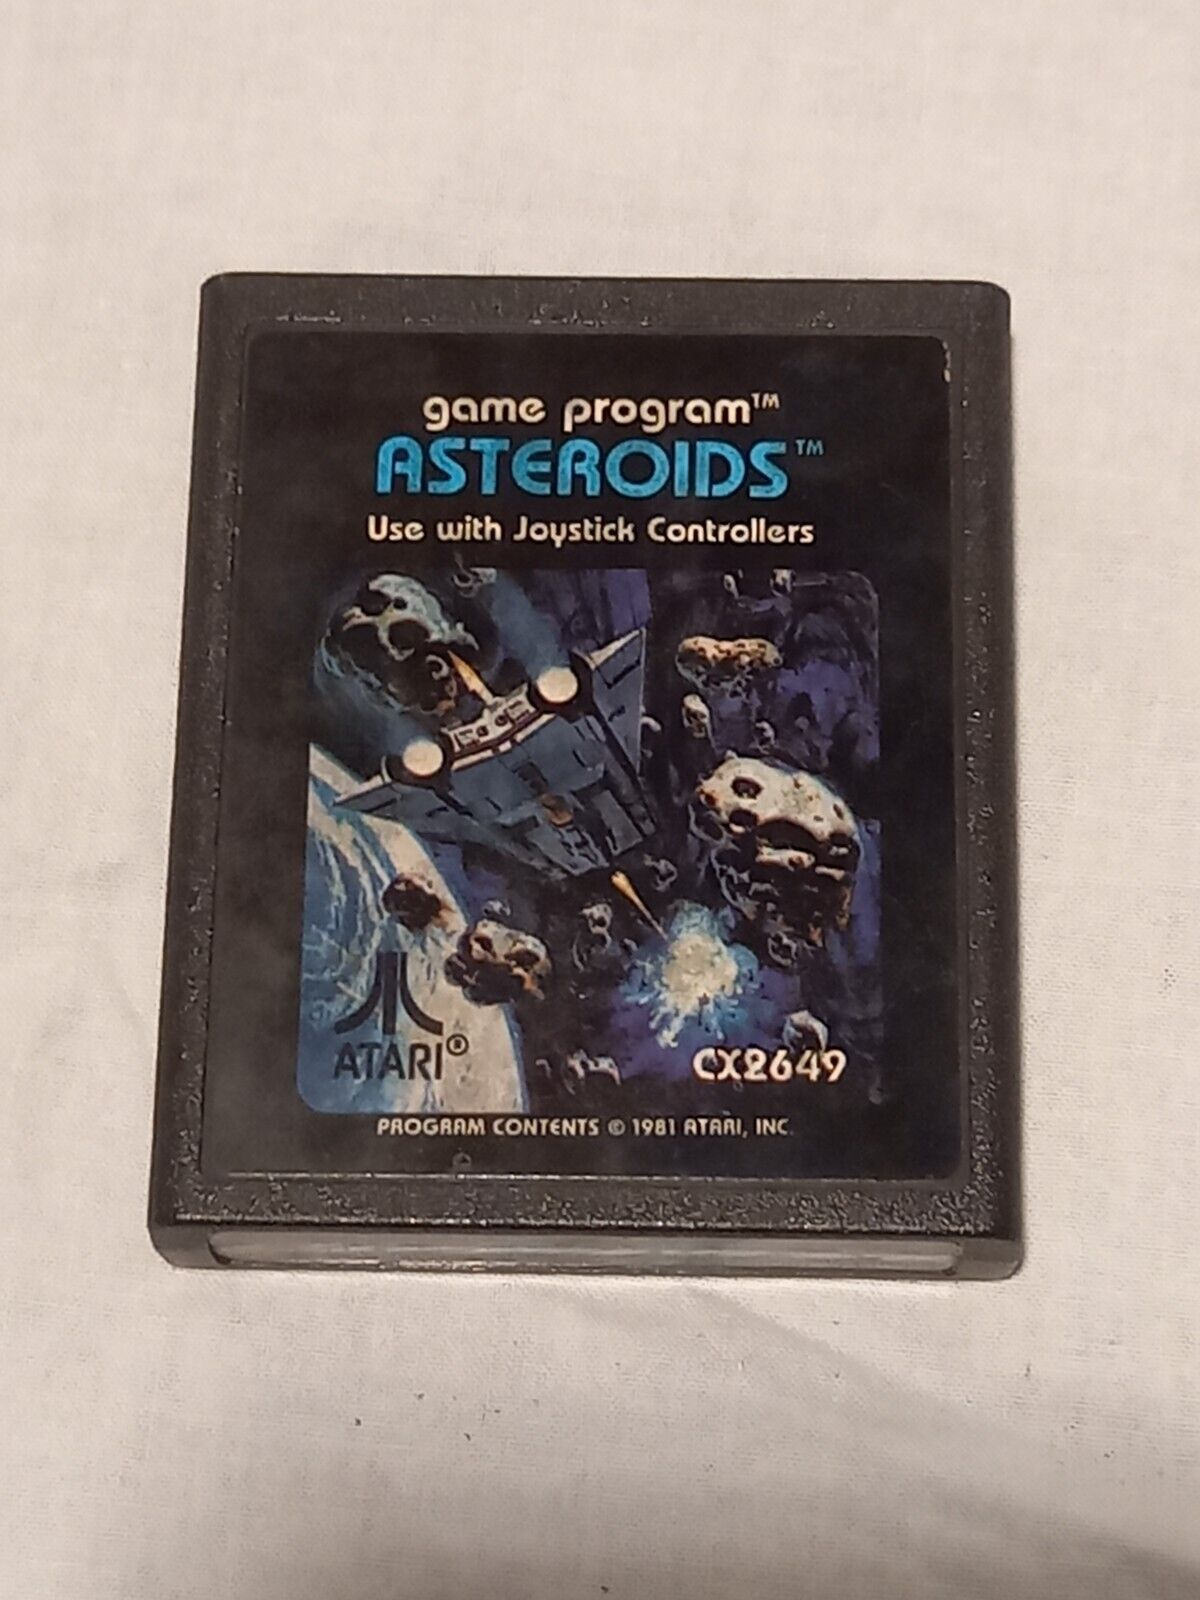 game program™
ASTEROIDS™
Use with Joystick Controllers
ATARI®
CX2649
PROGRAM CONTENTS © 1981 ATARI, INC.